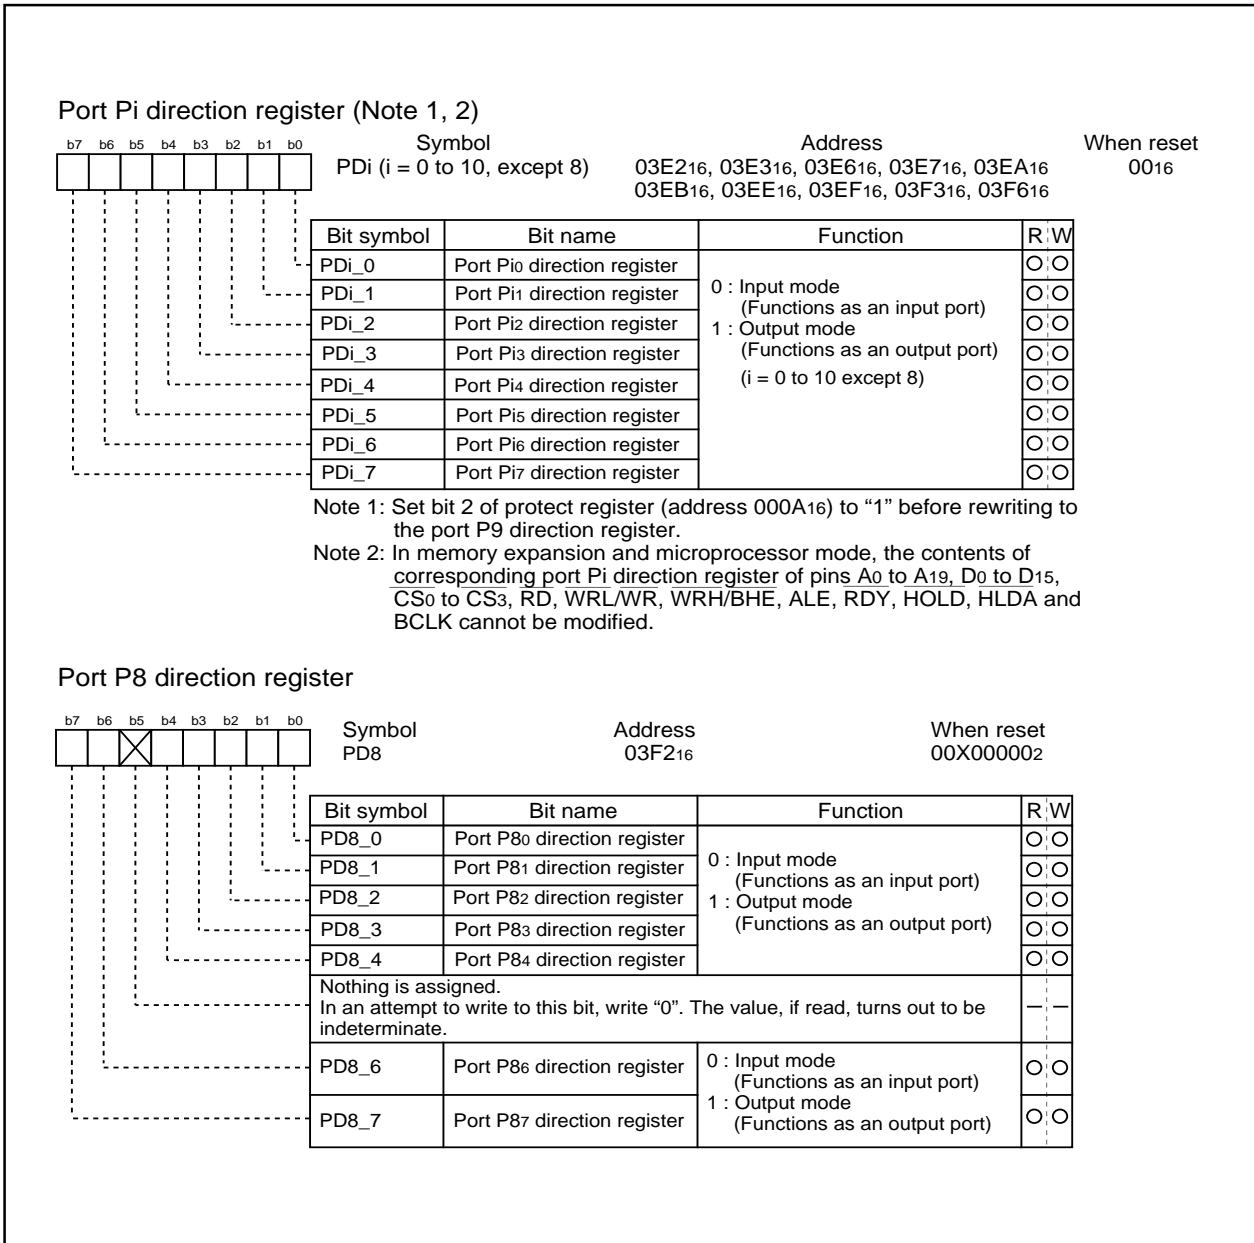 Port Pi direction register (Note 1, 2)
b7 b6 b5 b4 b3 b2 b1 b0
Symbol Address When reset
PDi (i = 0 to 10, except 8) 03E216, 03E316, 03E616, 03E716, 03EA16 0016
03EB16, 03EE16, 03EF16, 03F316, 03F616
Bit symbol Bit name Function R W
PDi_0 Port Pi0 direction register
PDi_1 Port Pi1 direction register
PDi_2 Port Pi2 direction register
PDi_3 Port Pi3 direction register
PDi_4 Port Pi4 direction register
PDi_5 Port Pi5 direction register
PDi_6 Port Pi6 direction register
PDi_7 Port Pi7 direction register
0 : Input mode
(Functions as an input port)
1 : Output mode
(Functions as an output port)
(i = 0 to 10 except 8)
Note 1: Set bit 2 of protect register (address 000A16) to “1” before rewriting to
the port P9 direction register.
Note 2: In memory expansion and microprocessor mode, the contents of
corresponding port Pi direction register of pins A0 to A19, D0 to D15,
CS0 to CS3, RD, WRL/WR, WRH/BHE, ALE, RDY, HOLD, HLDA and
BCLK cannot be modified.
Port P8 direction register
b7 b6 b5 b4 b3 b2 b1 b0
Symbol Address When reset
PD8 03F216 00X000002
Bit symbol Bit name Function R W
PD8_0 Port P80 direction register
PD8_1 Port P81 direction register
PD8_2 Port P82 direction register
PD8_3 Port P83 direction register
PD8_4 Port P84 direction register
0 : Input mode
(Functions as an input port)
1 : Output mode
(Functions as an output port)
Nothing is assigned.
In an attempt to write to this bit, write “0”. The value, if read, turns out to be
indeterminate.
PD8_6 Port P86 direction register
PD8_7 Port P87 direction register
0 : Input mode
(Functions as an input port)
1 : Output mode
(Functions as an output port)